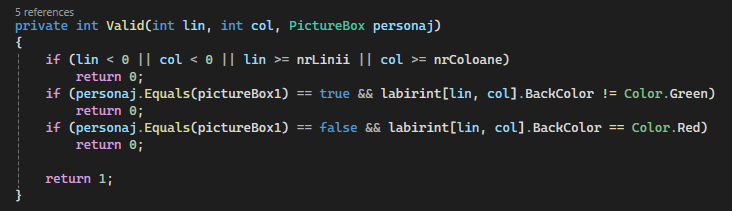 5 references
private int Valid(int lin, int col, PictureBox personaj)
{
    if (lin < 0 || col < 0 || lin >= nrLinii || col >= nrColoane)
        return 0;
    if (personaj.Equals(pictureBox1) == true && labirint[lin, col].BackColor != Color.Green)
        return 0;
    if (personaj.Equals(pictureBox1) == false && labirint[lin, col].BackColor == Color.Red)
        return 0;

    return 1;
}